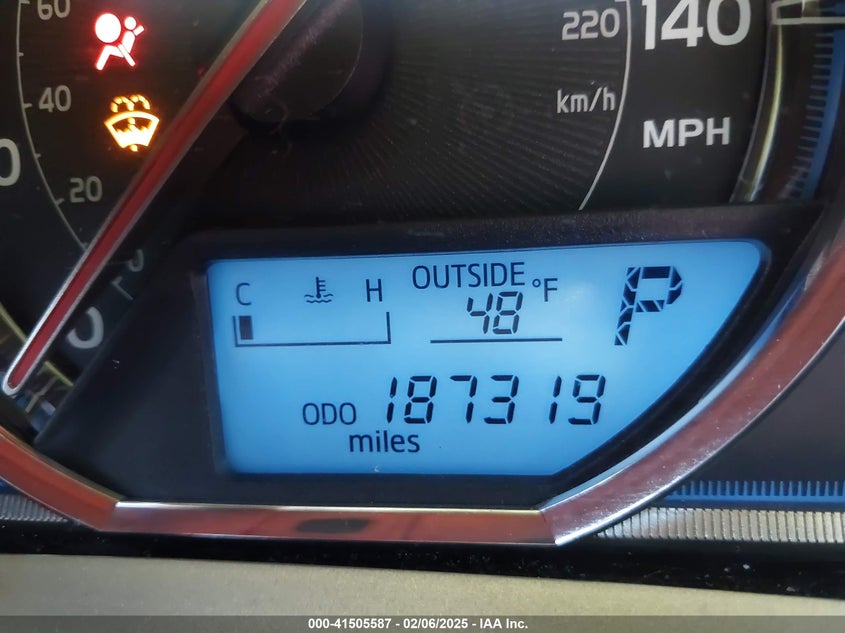 60
220
140
40
km/h
MPH
20
C H OUTSIDE
48 °F P
ODO 187319
miles
000-41505587 - 02/06/2025 - IAA Inc.